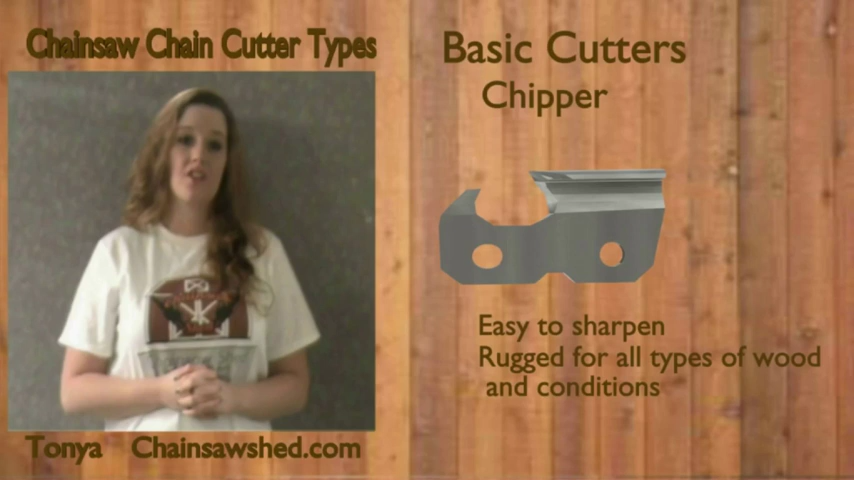 Chainsaw Chain Cutter Types
Basic Cutters
Chipper
Easy to sharpen
Rugged for all types of wood
and conditions
Tonya Chainsawshed.com